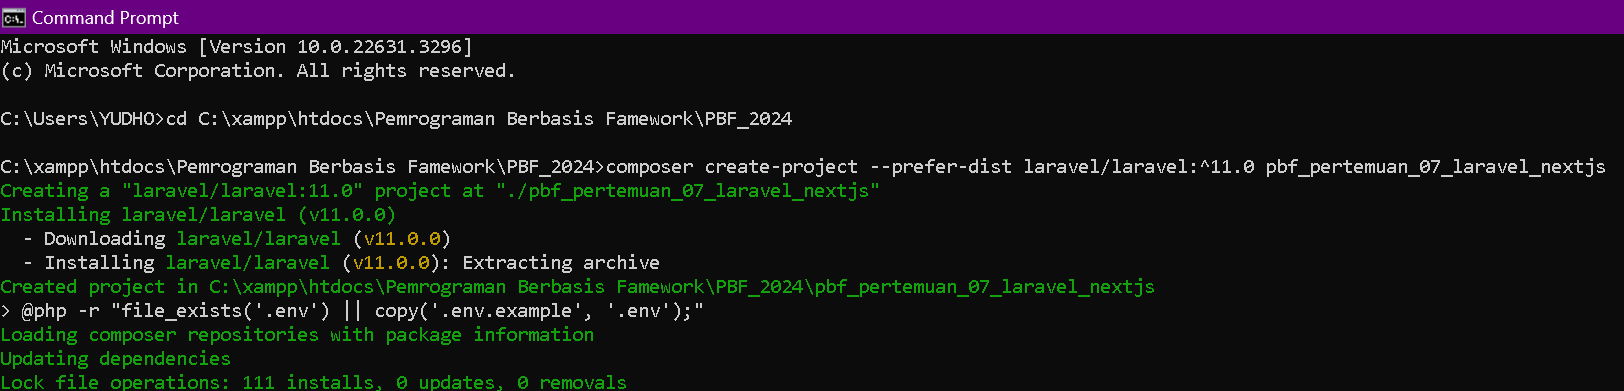 Command Prompt
Microsoft Windows [Version 10.0.22631.3296]
(c) Microsoft Corporation. All rights reserved.
C:\Users\YUDHO>cd C:\xampp\htdocs\Pemrograman Berbasis Famework\PBF_2024
C:\xampp\htdocs\Pemrograman Berbasis Famework\PBF_2024>composer create-project --prefer-dist laravel/laravel:^11.0 pbf_pertemuan_07_laravel_nextjs
Creating a "laravel/laravel:11.0" project at "./pbf_pertemuan_07_laravel_nextjs"
Installing laravel/laravel (v11.0.0)
  - Downloading laravel/laravel (v11.0.0)
  - Installing laravel/laravel (v11.0.0): Extracting archive
Created project in C:\xampp\htdocs\Pemrograman Berbasis Famework\PBF_2024\pbf_pertemuan_07_laravel_nextjs
> @php -r "file_exists('.env') || copy('.env.example', '.env');"
Loading composer repositories with package information
Updating dependencies
Lock file operations: 111 installs, 0 updates, 0 removals